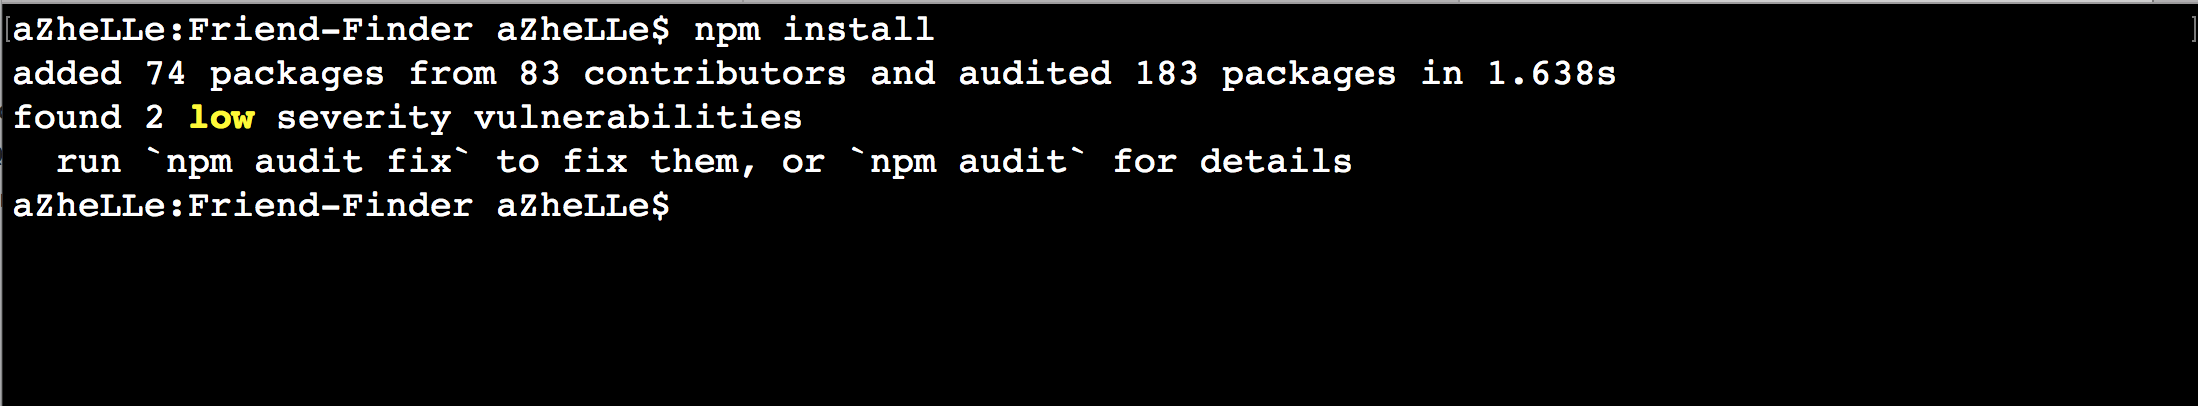 [aZheLLe:Friend-Finder aZheLLe$ npm install ]
added 74 packages from 83 contributors and audited 183 packages in 1.638s
found 2 low severity vulnerabilities
  run `npm audit fix` to fix them, or `npm audit` for details
aZheLLe:Friend-Finder aZheLLe$